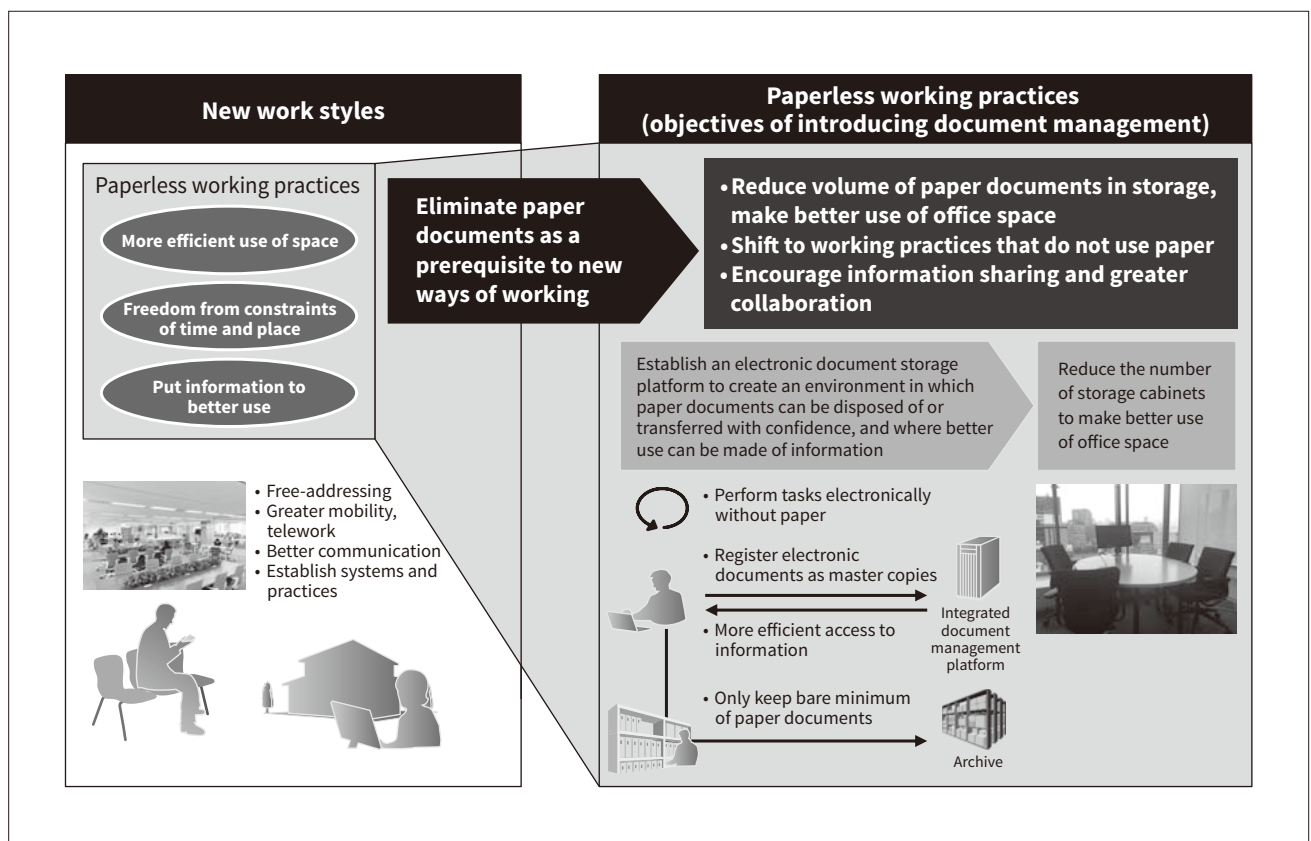 New work styles
Paperless working practices
More efficient use of space
Freedom from constraints
of time and place
Put information to
better use
• Free-addressing
• Greater mobility,
telework
• Better communication
• Establish systems and
practices
Eliminate paper
documents as a
prerequisite to new
ways of working
Paperless working practices
(objectives of introducing document management)
• Reduce volume of paper documents in storage,
make better use of office space
• Shift to working practices that do not use paper
• Encourage information sharing and greater
collaboration
Establish an electronic document storage
platform to create an environment in which
paper documents can be disposed of or
transferred with confidence, and where better
use can be made of information
Reduce the number
of storage cabinets
to make better use
of office space
• Perform tasks electronically
without paper
• Register electronic
documents as master copies
• More efficient access to
information
Integrated
document
management
platform
• Only keep bare minimum
of paper documents
Archive